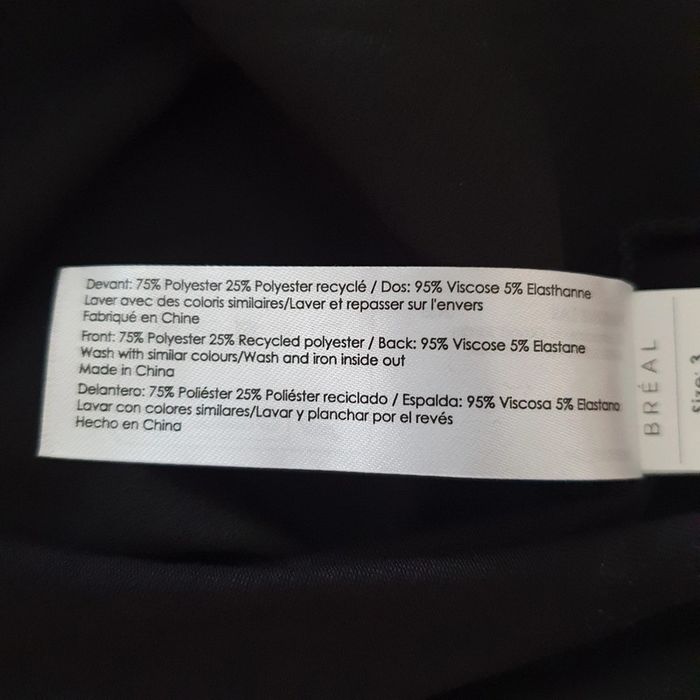 Devant: 75% Polyester 25% Polyester recyclé / Dos: 95% Viscose 5% Elasthanne
Laver avec des coloris similaires/Laver et repasser sur l'envers
Fabriqué en Chine
Front: 75% Polyester 25% Recycled polyester / Back: 95% Viscose 5% Elastane
Wash with similar colours/Wash and iron inside out
Made in China
Delantero: 75% Poliéster 25% Poliéster reciclado / Espalda: 95% Viscosa 5% Elastano
Lavar con colores similares/Lavar y planchar por el revés
Hecho en China
BRÉAL
Size: 3